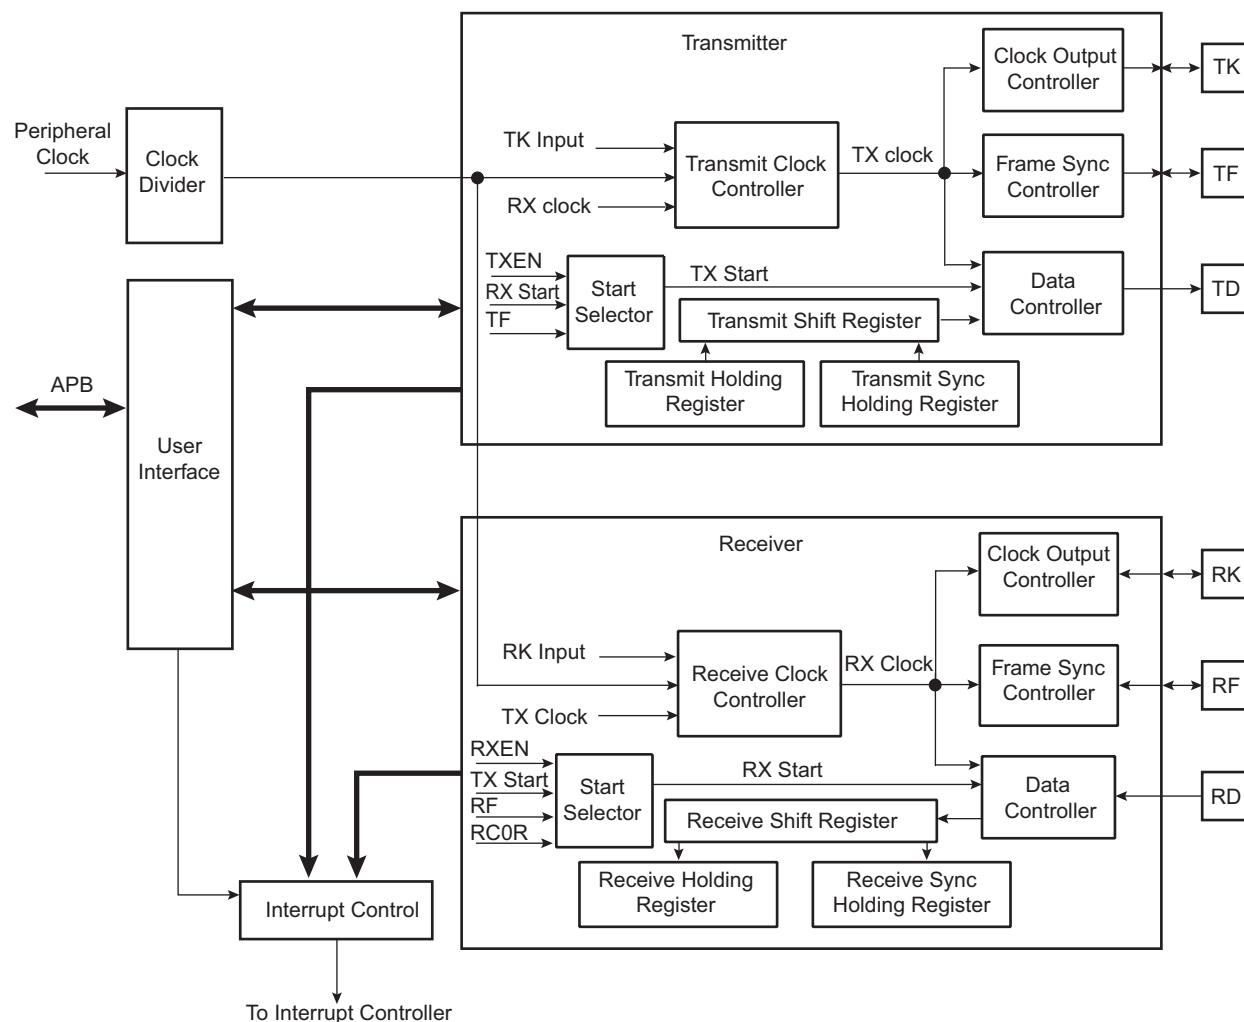 Transmitter
Clock Output
Controller
TK
Peripheral
Clock
Clock
Divider
TK Input
RX clock
Transmit Clock
Controller
TX clock
Frame Sync
Controller
TF
TXEN
RX Start
TF
Start
Selector
TX Start
Data
Controller
TD
Transmit Shift Register
Transmit Holding
Register
Transmit Sync
Holding Register
APB
User
Interface
Receiver
Clock Output
Controller
RK
RK Input
TX Clock
Receive Clock
Controller
RX Clock
Frame Sync
Controller
RF
RXEN
TX Start
RF
RC0R
Start
Selector
RX Start
Data
Controller
RD
Receive Shift Register
Receive Holding
Register
Receive Sync
Holding Register
Interrupt Control
To Interrupt Controller